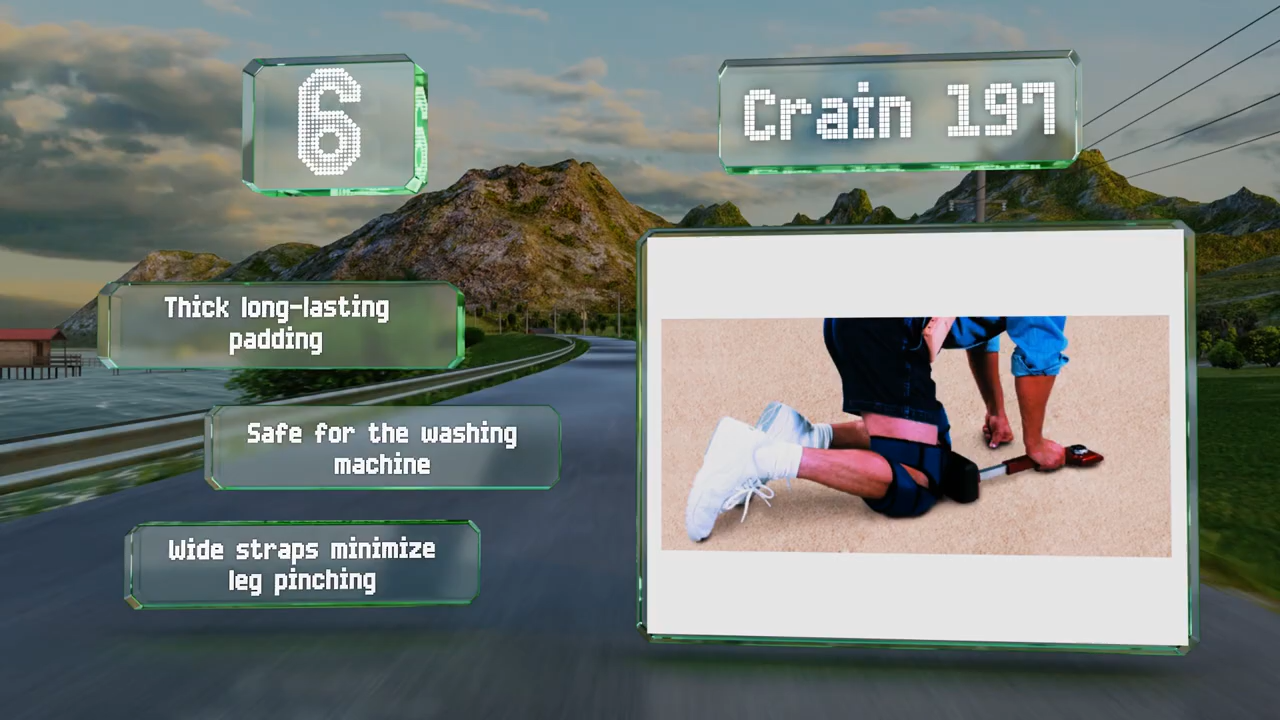 6
Crain 197
Thick long-lasting
padding
Safe for the washing
machine
Wide straps minimize
leg pinching